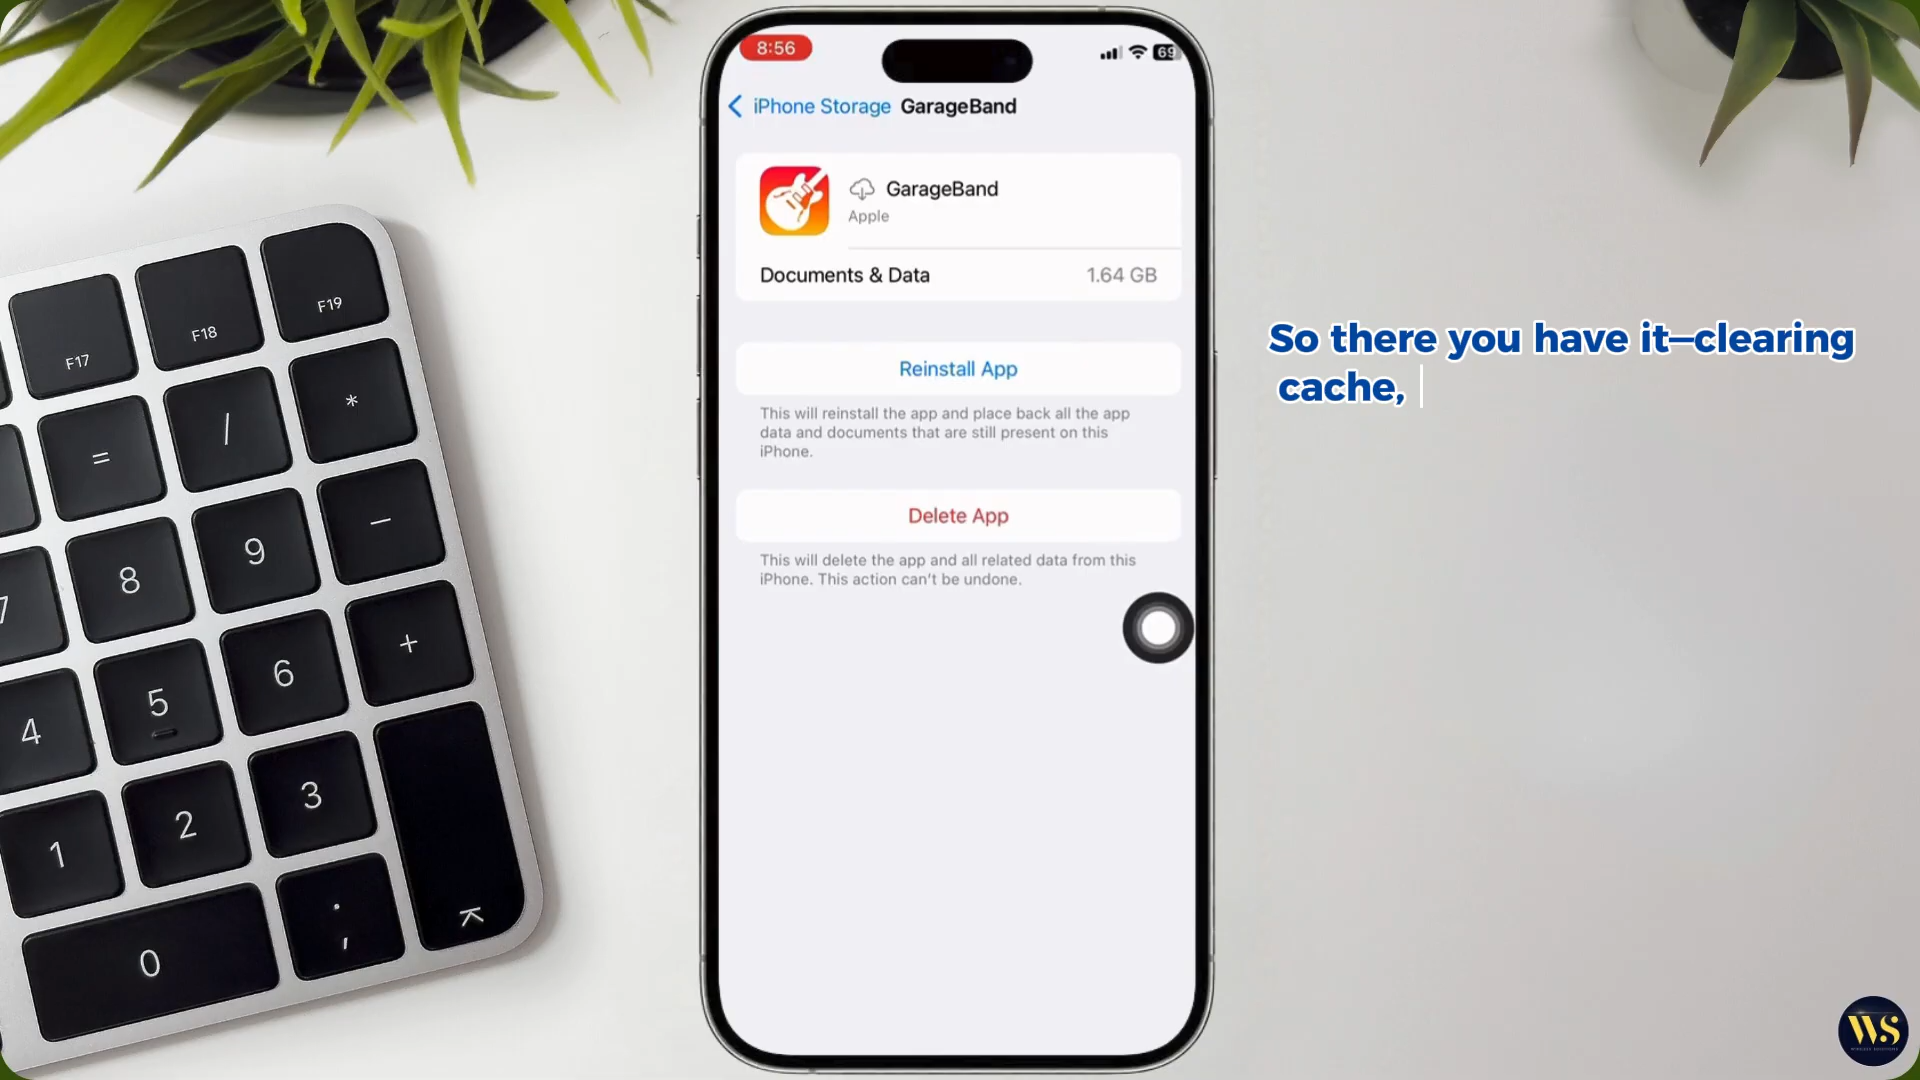 8:56
69
iPhone Storage GarageBand
GarageBand
Apple
Documents & Data 1.64 GB
Reinstall App
This will reinstall the app and place back all the app
data and documents that are still present on this
iPhone.
Delete App
This will delete the app and all related data from this
iPhone. This action can't be undone.
So there you have it—clearing
cache,
F17 F18 F19
= / *
7 8 9 −
4 5 6 +
1 2 3
0 . ;
WS